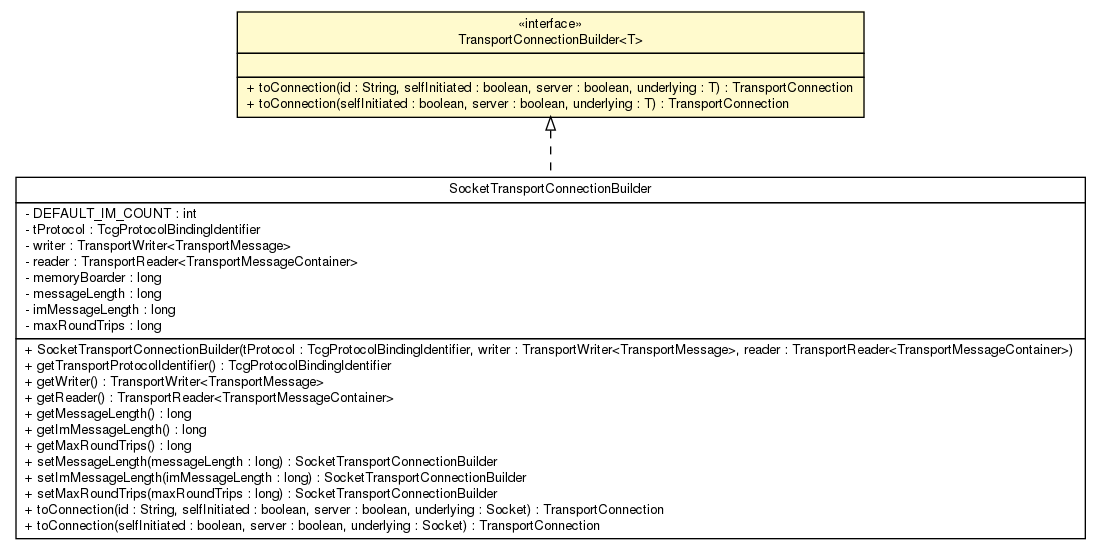 «interface»
TransportConnectionBuilder<T>
+ toConnection(id : String, selfInitiated : boolean, server : boolean, underlying : T) : TransportConnection
+ toConnection(selfInitiated : boolean, server : boolean, underlying : T) : TransportConnection
SocketTransportConnectionBuilder
- DEFAULT_IM_COUNT : int
- tProtocol : TcgProtocolBindingIdentifier
- writer : TransportWriter<TransportMessage>
- reader : TransportReader<TransportMessageContainer>
- memoryBoarder : long
- messageLength : long
- imMessageLength : long
- maxRoundTrips : long
+ SocketTransportConnectionBuilder(tProtocol : TcgProtocolBindingIdentifier, writer : TransportWriter<TransportMessage>, reader : TransportReader<TransportMessageContainer>)
+ getTransportProtocolIdentifier() : TcgProtocolBindingIdentifier
+ getWriter() : TransportWriter<TransportMessage>
+ getReader() : TransportReader<TransportMessageContainer>
+ getMessageLength() : long
+ getImMessageLength() : long
+ getMaxRoundTrips() : long
+ setMessageLength(messageLength : long) : SocketTransportConnectionBuilder
+ setImMessageLength(imMessageLength : long) : SocketTransportConnectionBuilder
+ setMaxRoundTrips(maxRoundTrips : long) : SocketTransportConnectionBuilder
+ toConnection(id : String, selfInitiated : boolean, server : boolean, underlying : Socket) : TransportConnection
+ toConnection(selfInitiated : boolean, server : boolean, underlying : Socket) : TransportConnection